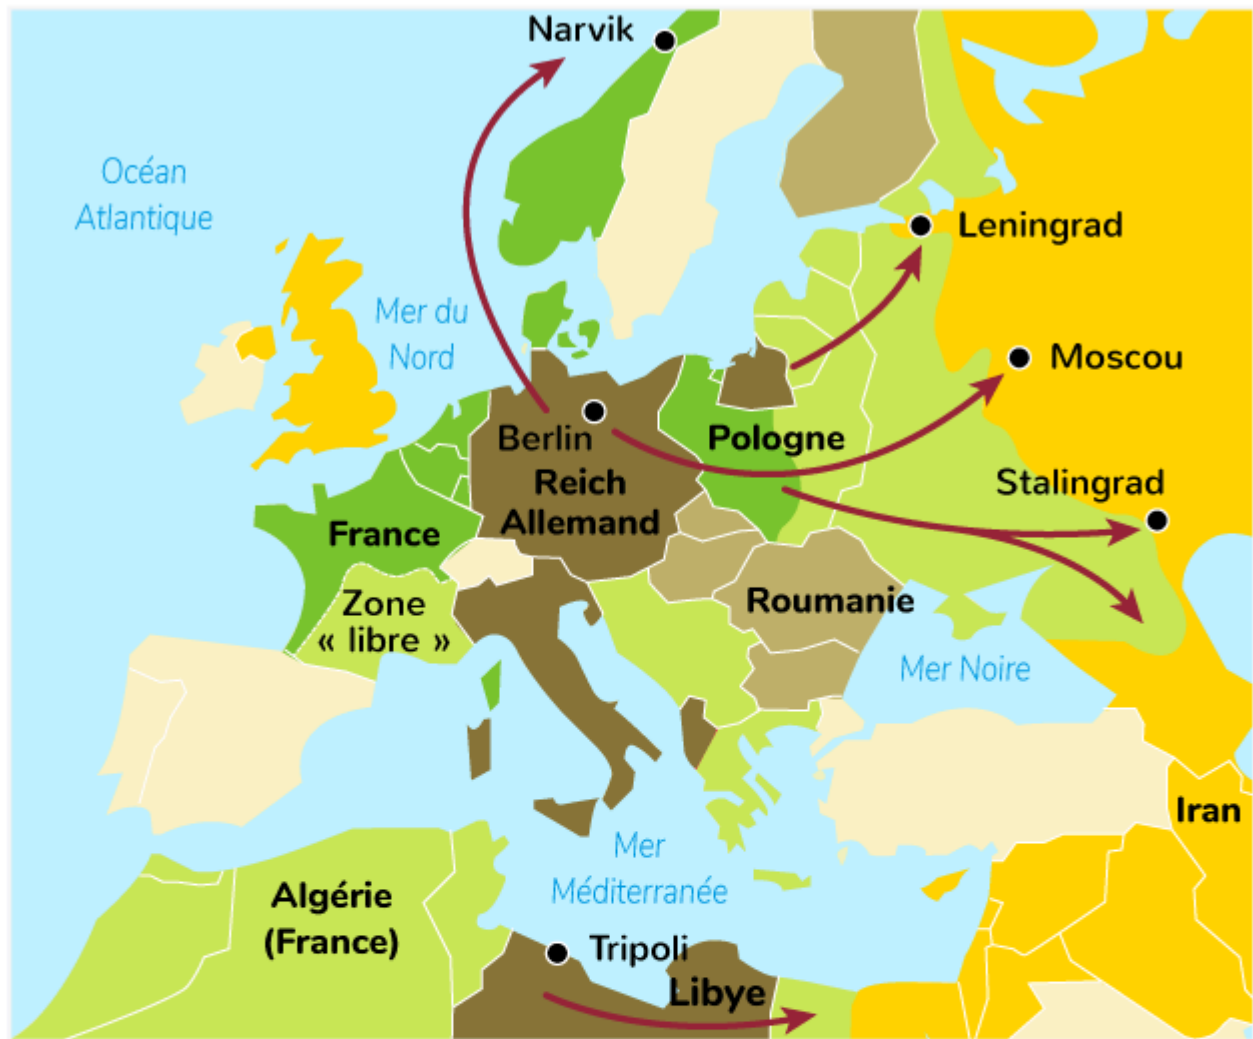 Narvik
Océan
Atlantique
Leningrad
Mer du
Nord
Moscou
Berlin
Pologne
Reich
Allemand
Stalingrad
France
Zone
« libre »
Roumanie
Mer Noire
Iran
Mer
Méditerranée
Algérie
(France)
Tripoli
Libye